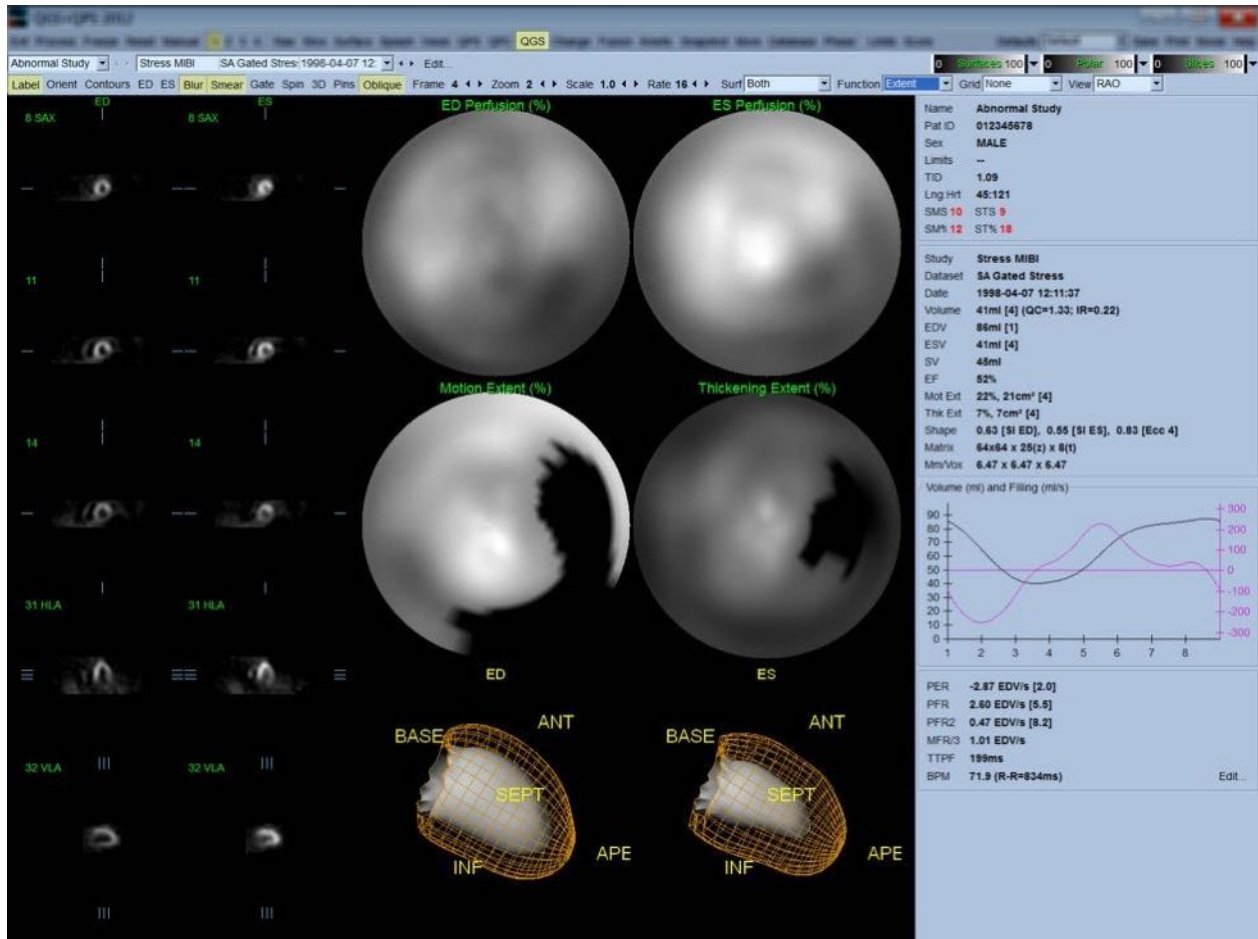 QGS+QPS 2012
QGS
Abnormal Study Stress MIBI SA Gated Stres: 1998-04-07 12: Edit...
0 Surfaces 100 0 Polar 100 0 Slices 100
Label Orient Contours ED ES Blur Smear Gate Spin 3D Pins Oblique Frame 4 Zoom 2 Scale 1.0 Rate 16 Surf Both Function Extent Grid None View RAO
ED ES
8 SAX 8 SAX
11 11
14 14
31 HLA 31 HLA
32 VLA 32 VLA
ED Perfusion (%) ES Perfusion (%)
Motion Extent (%) Thickening Extent (%)
ED ES
BASE ANT BASE ANT
SEPT SEPT
INF APE INF APE
Name Abnormal Study
Pat ID 012345678
Sex MALE
Limits --
TID 1.09
Lng:Hrt 45:121
SMS 10 STS 9
SM% 12 ST% 18
Study Stress MIBI
Dataset SA Gated Stress
Date 1998-04-07 12:11:37
Volume 41ml [4] (QC=1.33; IR=0.22)
EDV 86ml [1]
ESV 41ml [4]
SV 45ml
EF 52%
Mot Ext 22%, 21cm² [4]
Thk Ext 7%, 7cm² [4]
Shape 0.63 [SI ED], 0.55 [SI ES], 0.83 [Ecc 4]
Matrix 64x64 x 25(z) x 8(t)
Mm/Vox 6.47 x 6.47 x 6.47
Volume (ml) and Filling (ml/s)
90 300
80 200
70 100
60 0
50 -100
40 -200
30 -300
20
10
0
1 2 3 4 5 6 7 8
PER -2.87 EDV/s [2.0]
PFR 2.60 EDV/s [5.5]
PFR2 0.47 EDV/s [8.2]
MFR/3 1.01 EDV/s
TTPF 199ms
BPM 71.9 (R-R=834ms) Edit...